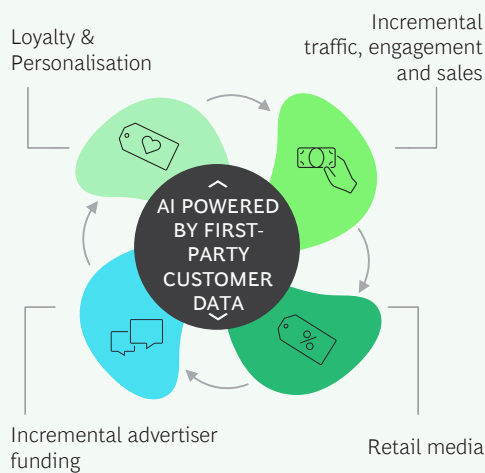 Loyalty &
Personalisation
Incremental
traffic, engagement
and sales
AI POWERED
BY FIRST-
PARTY
CUSTOMER
DATA
%
Incremental advertiser
funding
Retail media